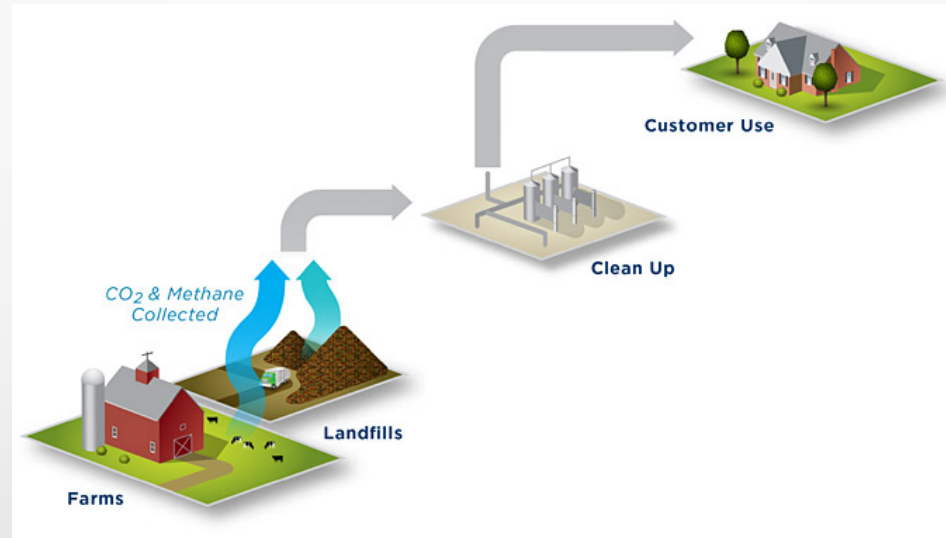 Customer Use
Clean Up
CO₂ & Methane
Collected
Landfills
Farms